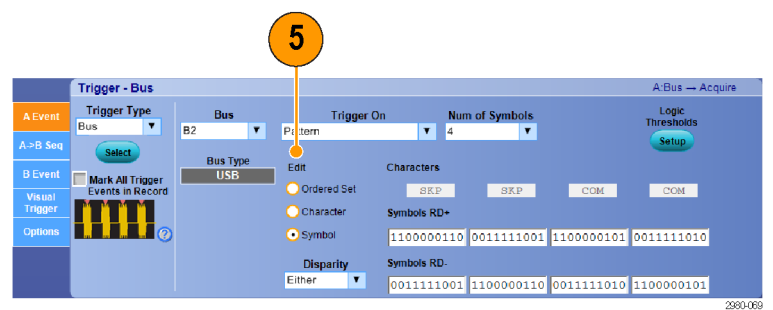 5
Trigger - Bus
A:Bus → Acquire
A Event
A->B Seq
B Event
Visual
Trigger
Options
Trigger Type
Bus
Select
Mark All Trigger
Events in Record
?
Bus
B2
Bus Type
USB
Trigger On
Pattern
Num of Symbols
4
Logic
Thresholds
Setup
Edit
Ordered Set
Character
Symbol
Disparity
Either
Characters
SKP SKP COM COM
Symbols RD+
1100000110 0011111001 1100000101 0011111010
Symbols RD-
0011111001 1100000110 0011111010 1100000101
2980-069